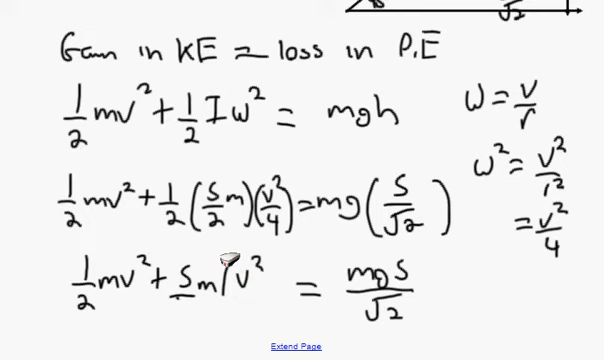 √2
Gain in KE = loss in P.E
1/2 mv² + 1/2 Iω² = mgh
ω = v/r
ω² = v²/r²
= v²/4
1/2 mv² + 1/2 (5/2 m)(v²/4) = mg(S/√2)
1/2 mv² + 5m/ v² = mgS/√2
Extend Page